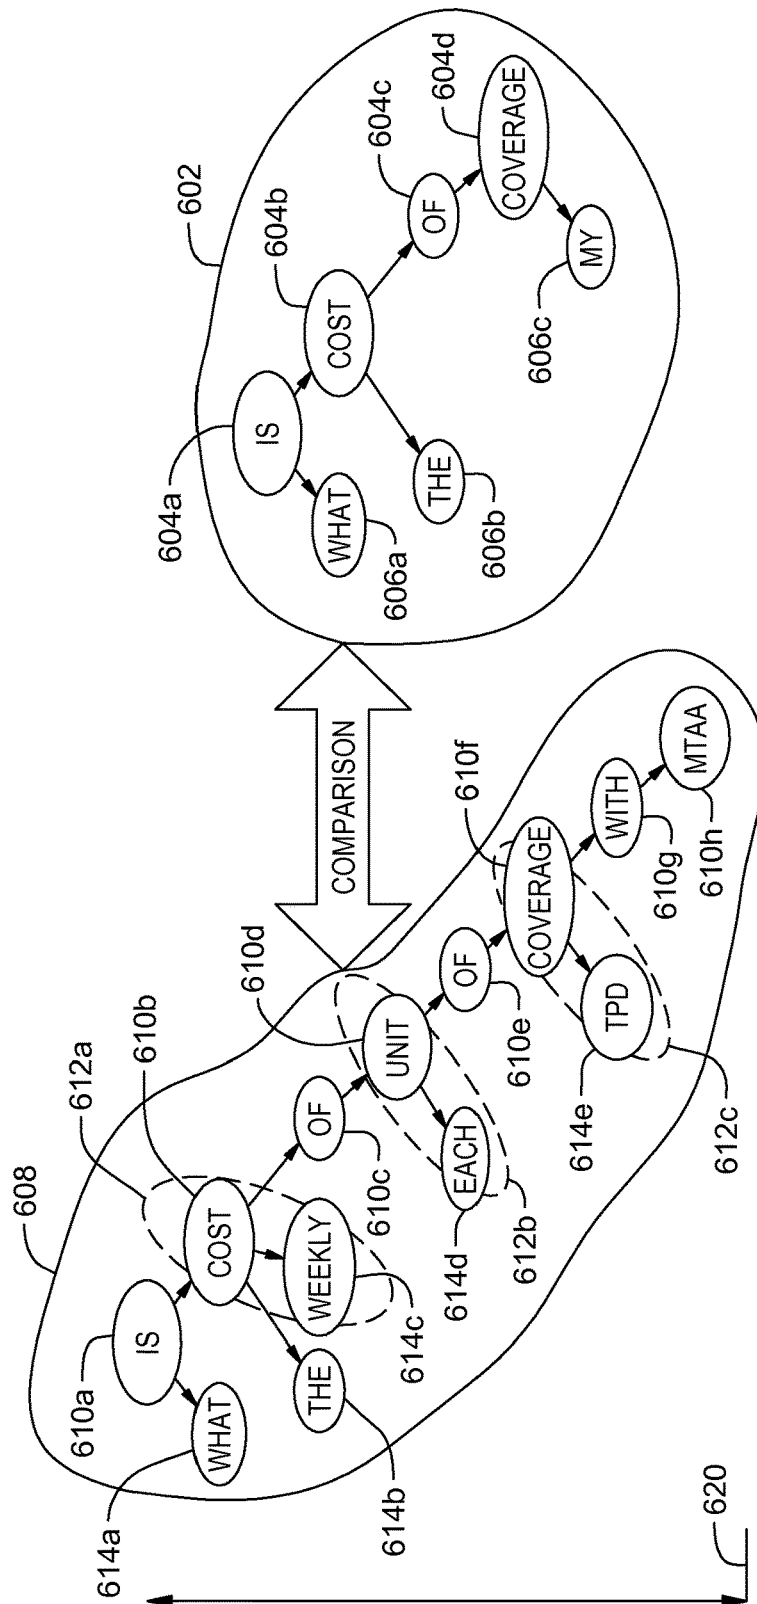 608
612a
610b
610a
IS
COST
WHAT
WEEKLY
THE
614a
614b
614c
OF
610c
610d
UNIT
EACH
614d
612b
OF
610e
610f
COVERAGE
TPD
614e
612c
WITH
610g
MTAA
610h
620
COMPARISON
602
604a
604b
IS
WHAT
606a
COST
THE
606b
604c
OF
604d
COVERAGE
MY
606c